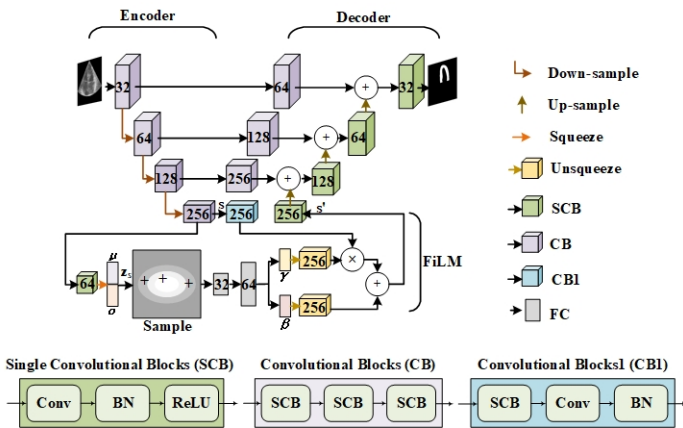 Encoder
Decoder
32
64
32
64
128
64
128
256
128
256
s
256
256
s'
64
μ
σ
z_s
Sample
32
64
γ
256
β
256
FiLM
Down-sample
Up-sample
Squeeze
Unsqueeze
SCB
CB
CB1
FC
Single Convolutional Blocks (SCB)
Conv
BN
ReLU
Convolutional Blocks (CB)
SCB
SCB
SCB
Convolutional Blocks1 (CB1)
SCB
Conv
BN